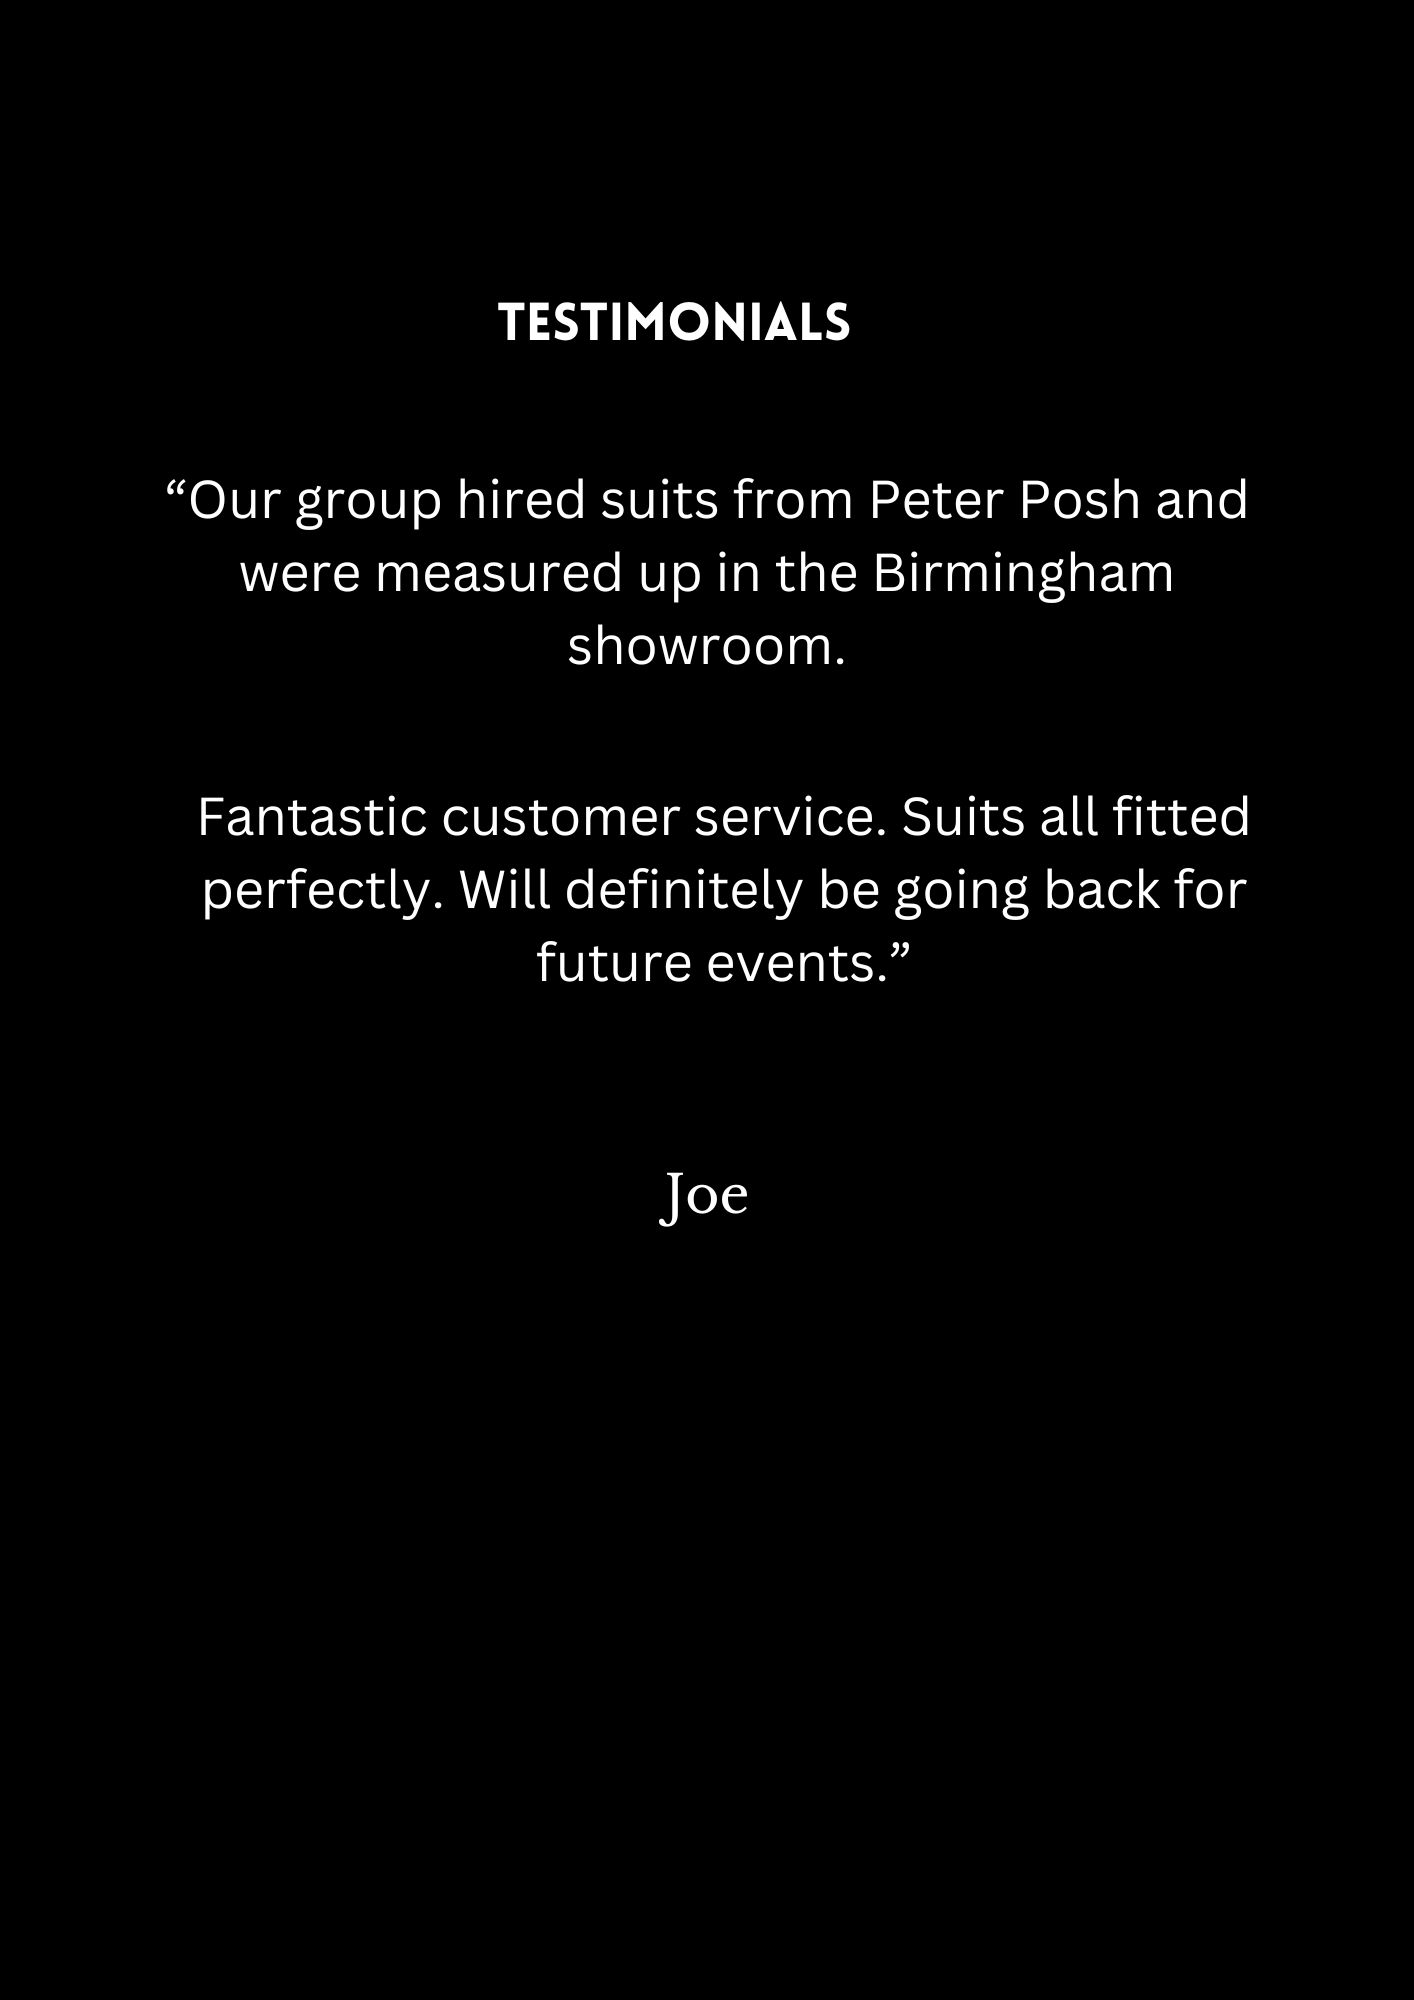 TESTIMONIALS
“Our group hired suits from Peter Posh and
were measured up in the Birmingham
showroom.
Fantastic customer service. Suits all fitted
perfectly. Will definitely be going back for
future events.”
Joe